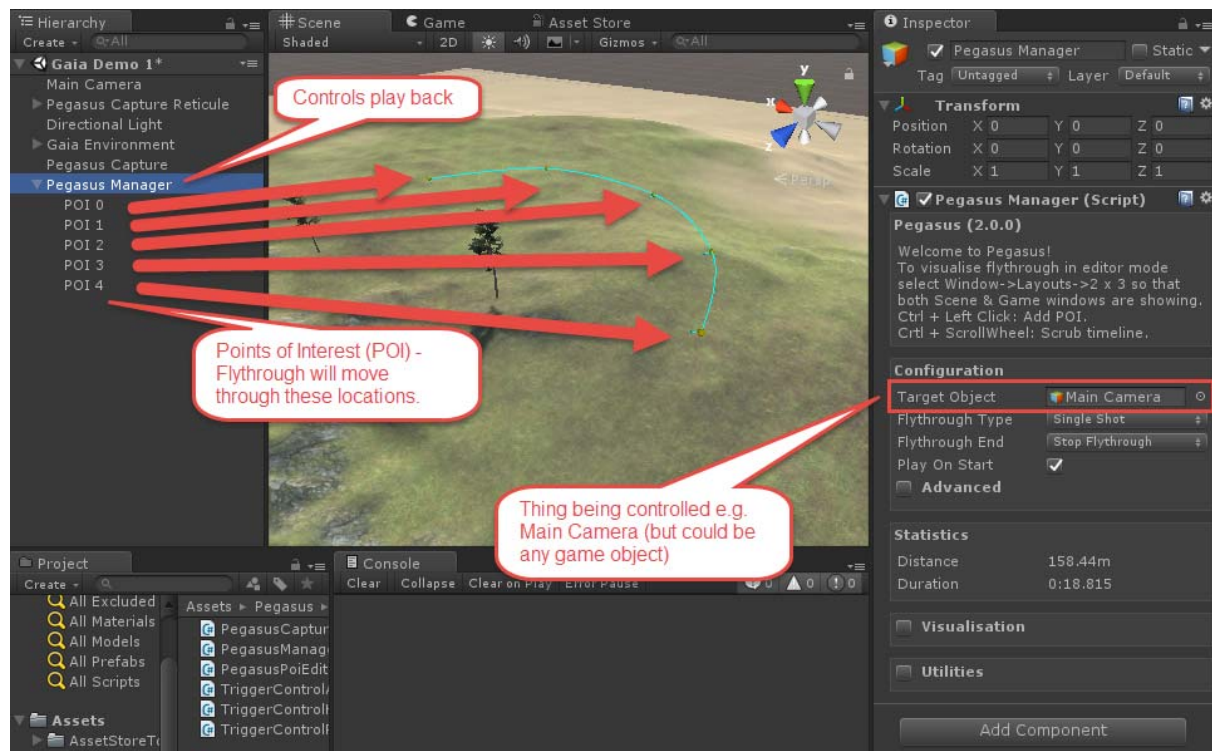 Hierarchy
Create All
Gaia Demo 1*
Main Camera
Pegasus Capture Reticule
Directional Light
Gaia Environment
Pegasus Capture
Pegasus Manager
POI 0
POI 1
POI 2
POI 3
POI 4
Scene Game Asset Store
Shaded 2D Gizmos All
y
x
z
Persp
Controls play back
Points of Interest (POI) -
Flythrough will move
through these locations.
Thing being controlled e.g.
Main Camera (but could be
any game object)
Inspector
Pegasus Manager Static
Tag Untagged Layer Default
Transform
Position X 0 Y 0 Z 0
Rotation X 0 Y 0 Z 0
Scale X 1 Y 1 Z 1
Pegasus Manager (Script)
Pegasus (2.0.0)
Welcome to Pegasus!
To visualise flythrough in editor mode
select Window->Layouts->2 x 3 so that
both Scene & Game windows are showing.
Ctrl + Left Click: Add POI.
Crtl + ScrollWheel: Scrub timeline.
Configuration
Target Object Main Camera
Flythrough Type Single Shot
Flythrough End Stop Flythrough
Play On Start
Advanced
Statistics
Distance 158.44m
Duration 0:18.815
Visualisation
Utilities
Add Component
Project
Create
All Excluded
All Materials
All Models
All Prefabs
All Scripts
Assets
AssetStoreTo
Assets Pegasus
PegasusCaptur
PegasusManag
PegasusPoiEdit
TriggerControl
TriggerControl
TriggerControl
Console
Clear Collapse Clear on Play Error Pause 0 0 0